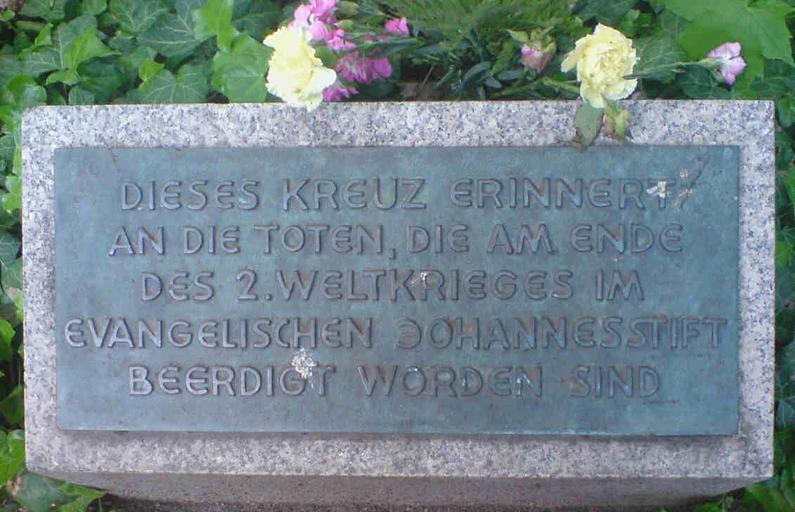 DIESES KREUZ ERINNERT
AN DIE TOTEN, DIE AM ENDE
DES 2. WELTKRIEGES IM
EVANGELISCHEN JOHANNESSTIFT
BEERDIGT WORDEN SIND